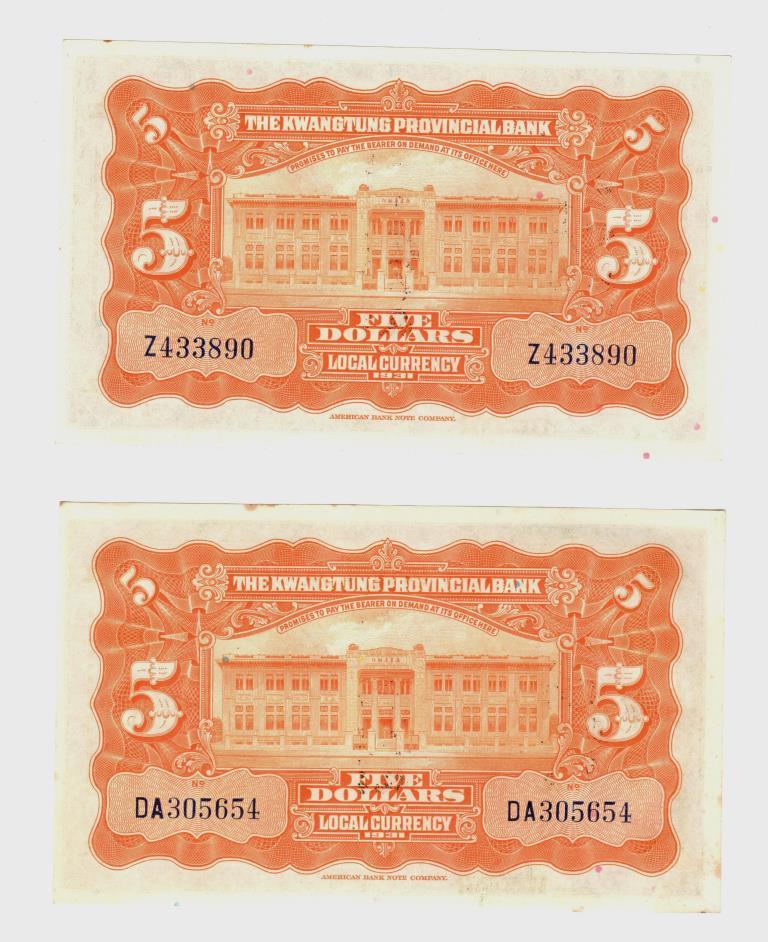 THE KWANGTUNG PROVINCIAL BANK
PROMISES TO PAY THE BEARER ON DEMAND AT ITS OFFICE HERE
5 5
5 5
FIVE
DOLLARS
Nº Nº
Z433890 Z433890
LOCAL CURRENCY
1931
AMERICAN BANK NOTE COMPANY.
THE KWANGTUNG PROVINCIAL BANK
PROMISES TO PAY THE BEARER ON DEMAND AT ITS OFFICE HERE
5 5
5 5
FIVE
DOLLARS
Nº Nº
DA305654 DA305654
LOCAL CURRENCY
1931
AMERICAN BANK NOTE COMPANY.